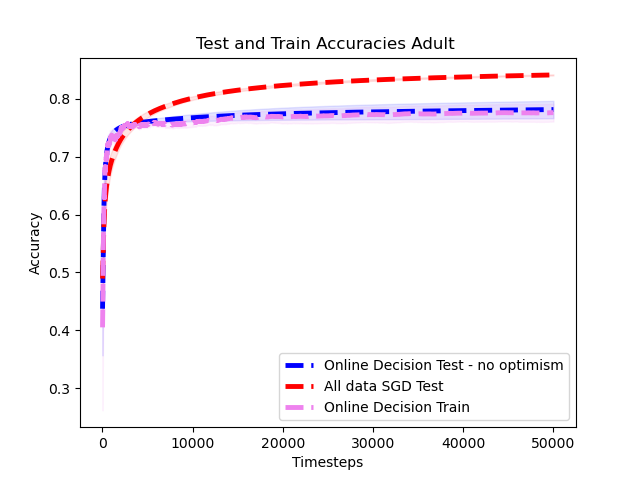 Test and Train Accuracies Adult
Accuracy
0.8
0.7
0.6
0.5
0.4
0.3
Online Decision Test - no optimism
All data SGD Test
Online Decision Train
0 10000 20000 30000 40000 50000
Timesteps